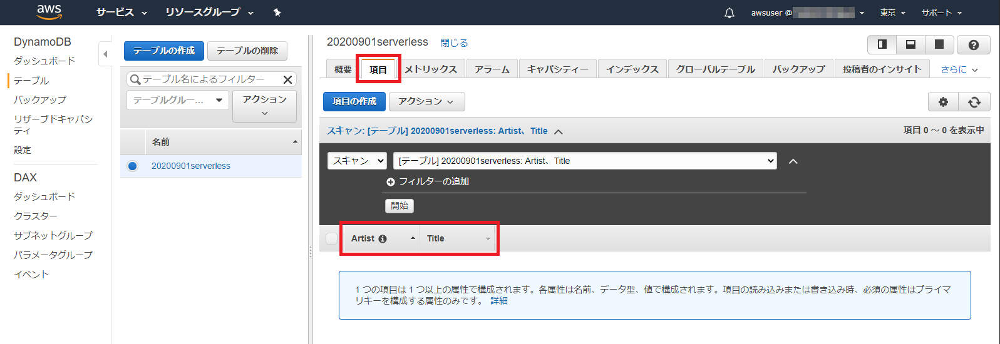 aws サービス リソースグループ awsuser @ 東京 サポート
DynamoDB
ダッシュボード
テーブル
バックアップ
リザーブドキャパシ
ティ
設定
DAX
ダッシュボード
クラスター
サブネットグループ
パラメータグループ
イベント
テーブルの作成 テーブルの削除
テーブル名によるフィルター
テーブルグルー... アクション
名前
20200901serverless
20200901serverless 閉じる
概要 項目 メトリックス アラーム キャパシティー インデックス グローバルテーブル バックアップ 投稿者のインサイト さらに
項目の作成 アクション
スキャン: [テーブル] 20200901serverless: Artist、Title 項目 0 ～ 0 を表示中
スキャン [テーブル] 20200901serverless: Artist、Title
フィルターの追加
開始
Artist Title
1 つの項目は 1 つ以上の属性で構成されます。各属性は名前、データ型、値で構成されます。項目の読み込みまたは書き込み時、必須の属性はプライマ
リキーを構成する属性のみです。 詳細